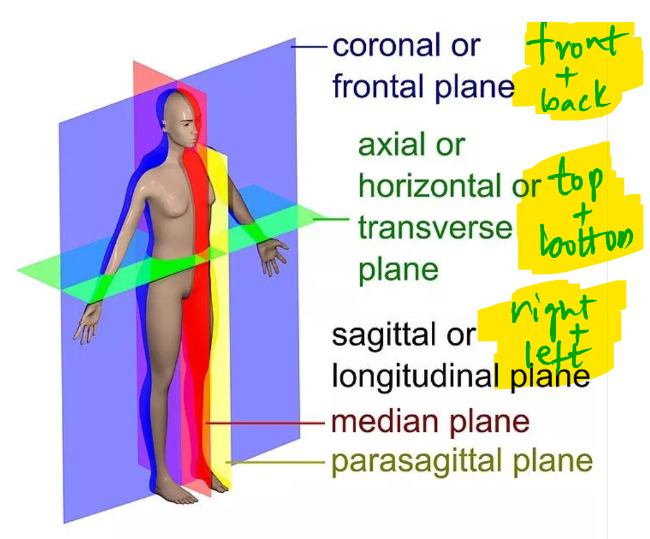 coronal or
frontal plane
front
+
back
axial or
horizontal or
transverse
plane
top
+
bottom
sagittal or
longitudinal plane
right
+
left
median plane
parasagittal plane